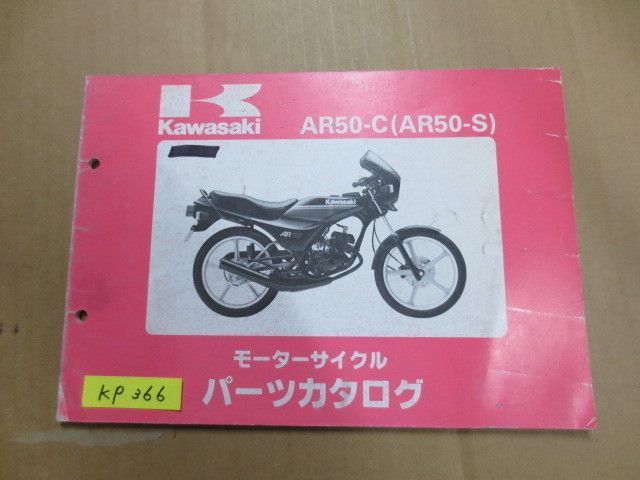 Kawasaki
AR50-C(AR50-S)
Kawasaki
AR
モーターサイクル
パーツカタログ
KP 366